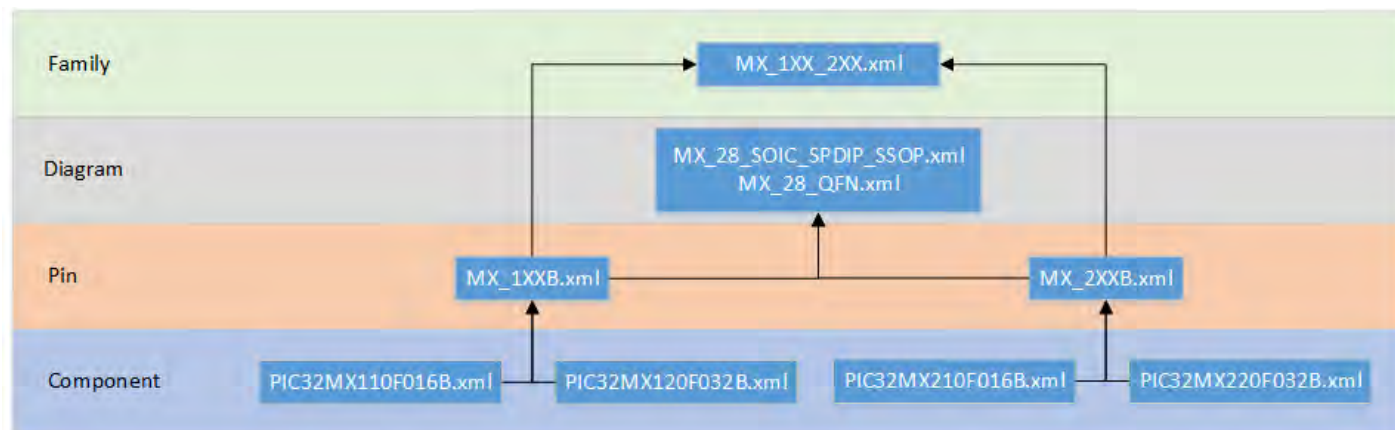 Family
MX_1XX_2XX.xml
Diagram
MX_28_SOIC_SPDIP_SSOP.xml
MX_28_QFN.xml
Pin
MX_1XXB.xml
MX_2XXB.xml
Component
PIC32MX110F016B.xml
PIC32MX120F032B.xml
PIC32MX210F016B.xml
PIC32MX220F032B.xml